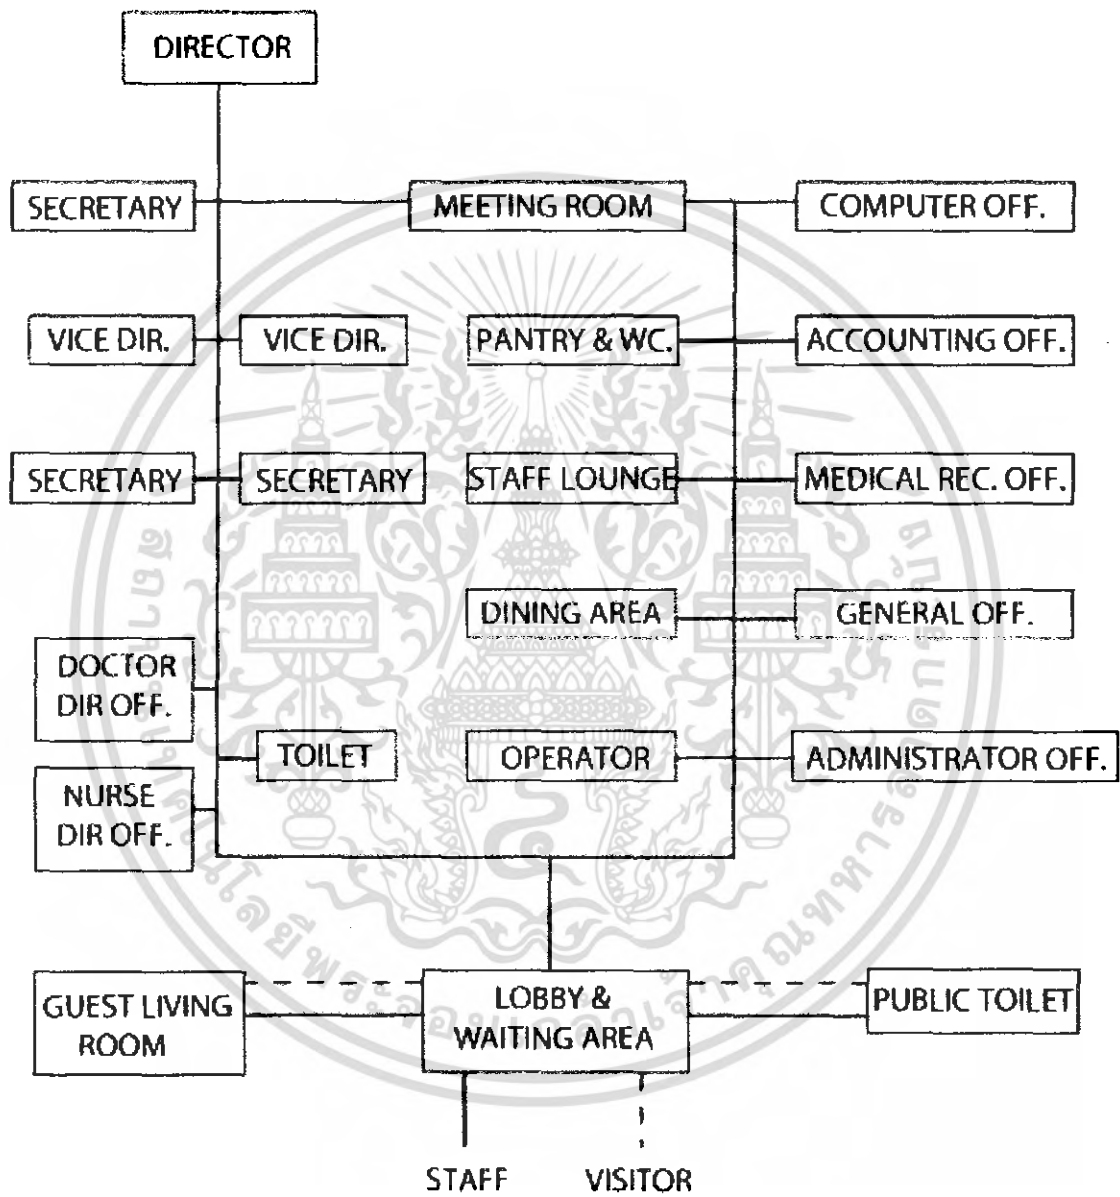 DIRECTOR
SECRETARY
MEETING ROOM
COMPUTER OFF.
VICE DIR.
VICE DIR.
PANTRY & WC.
ACCOUNTING OFF.
SECRETARY
SECRETARY
STAFF LOUNGE
MEDICAL REC. OFF.
DINING AREA
GENERAL OFF.
DOCTOR
DIR OFF.
TOILET
OPERATOR
ADMINISTRATOR OFF.
NURSE
DIR OFF.
GUEST LIVING
ROOM
LOBBY &
WAITING AREA
PUBLIC TOILET
STAFF
VISITOR